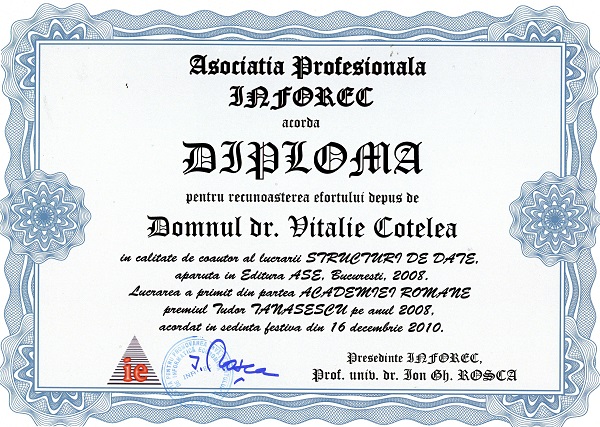 Asociatia Profesionala
INFOREC
acorda
DIPLOMA
pentru recunoasterea efortului depus de
Domnul dr. Vitalie Cotelea
in calitate de coautor al lucrarii STRUCTURI DE DATE,
aparuta in Editura ASE, Bucuresti, 2008.
Lucrarea a primit din partea ACADEMIEI ROMANE
premiul Tudor TANASESCU pe anul 2008,
acordat in sedinta festiva din 16 decembrie 2010.
ie
Presedinte INFOREC,
Prof. univ. dr. Ion Gh. ROSCA